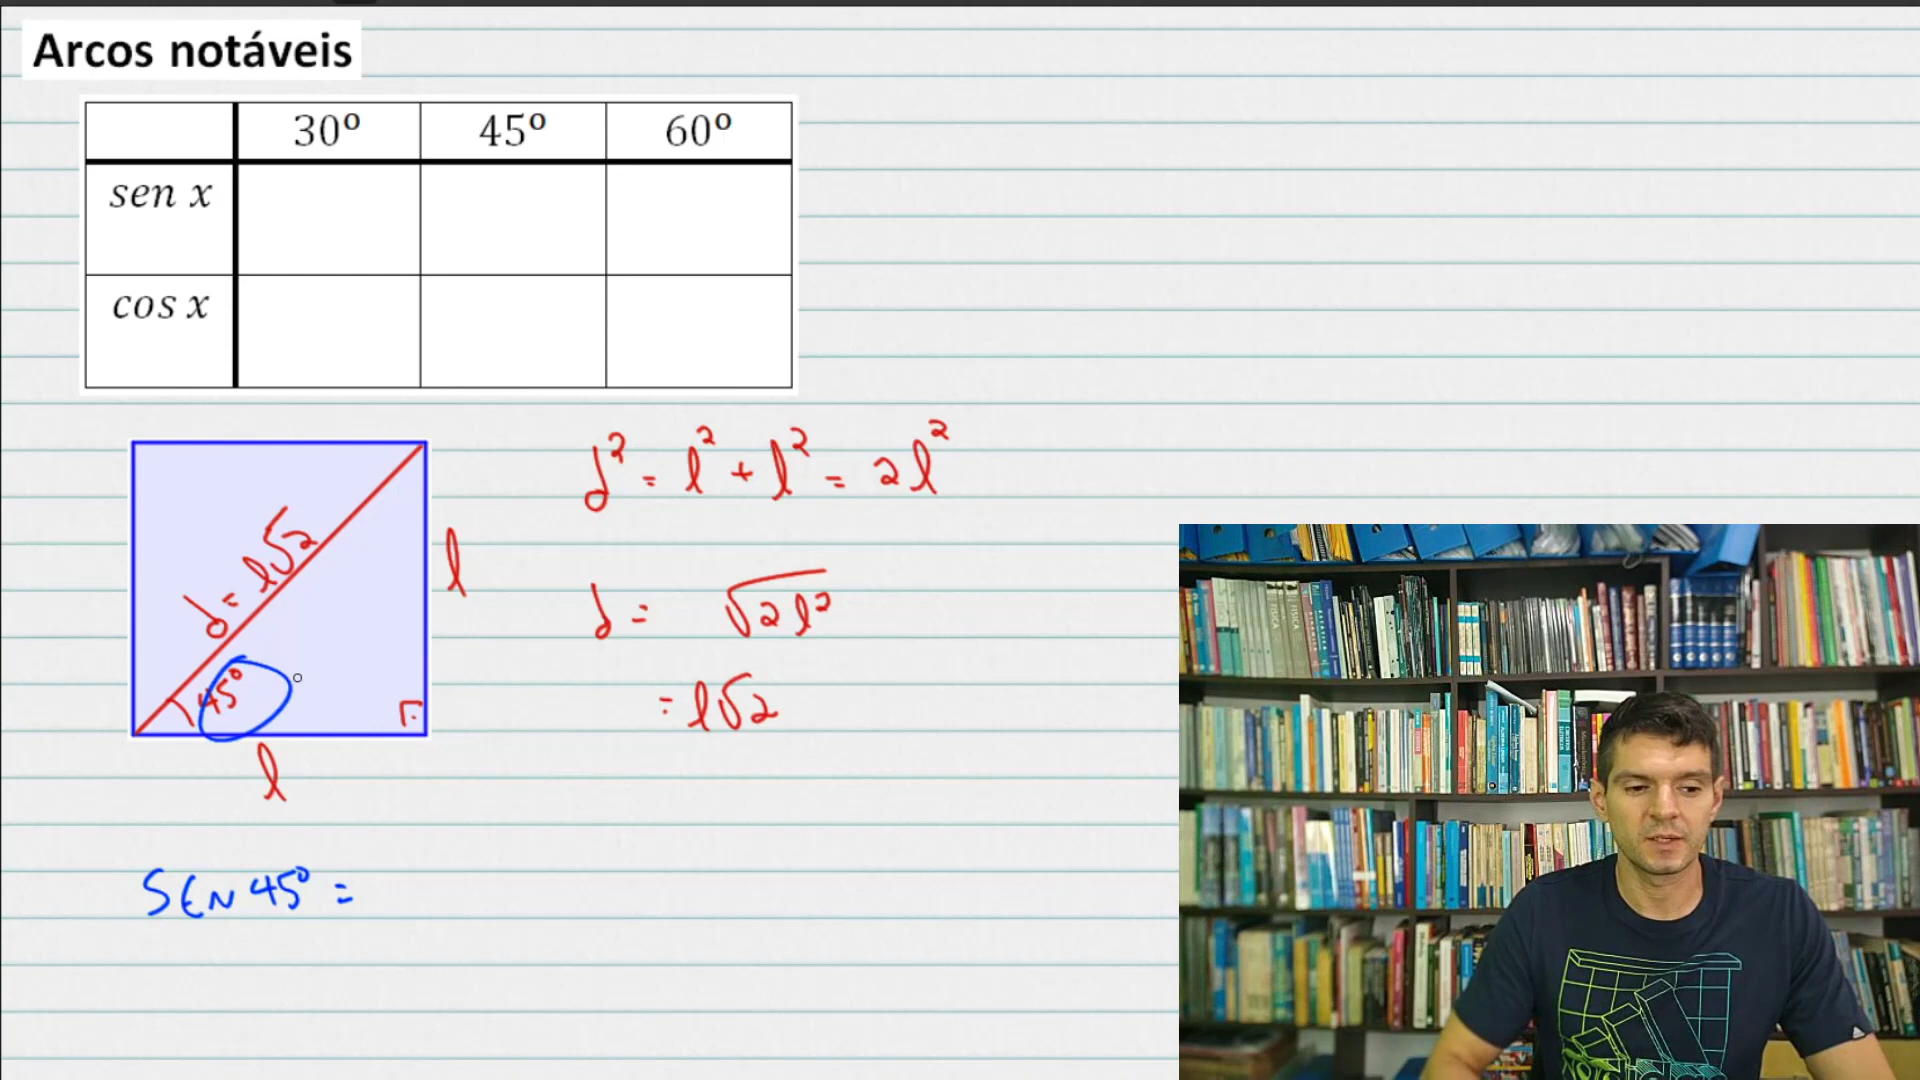 Arcos notáveis
30º 45º 60º
sen x
cos x
d² = l² + l² = 2l²
d = l√2
l
d = √2l²
45º
= l√2
l
SEN 45º =